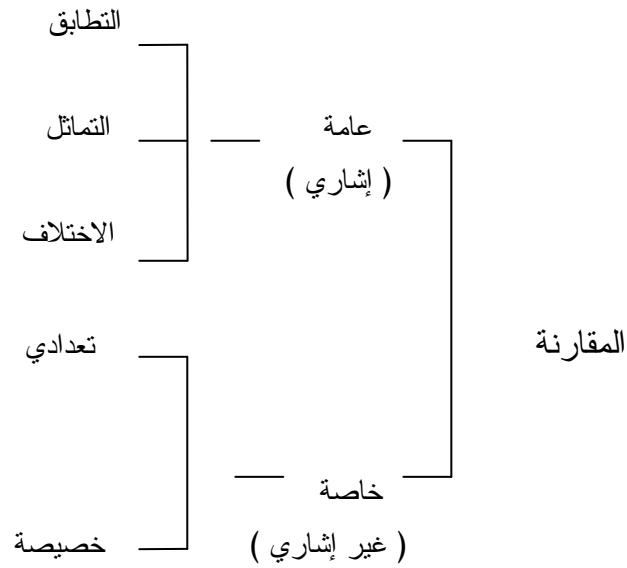 المقارنة
عامة
( إشاري )
التطابق
التماثل
الاختلاف
خاصة
( غير إشاري )
تعدادي
خصيصة